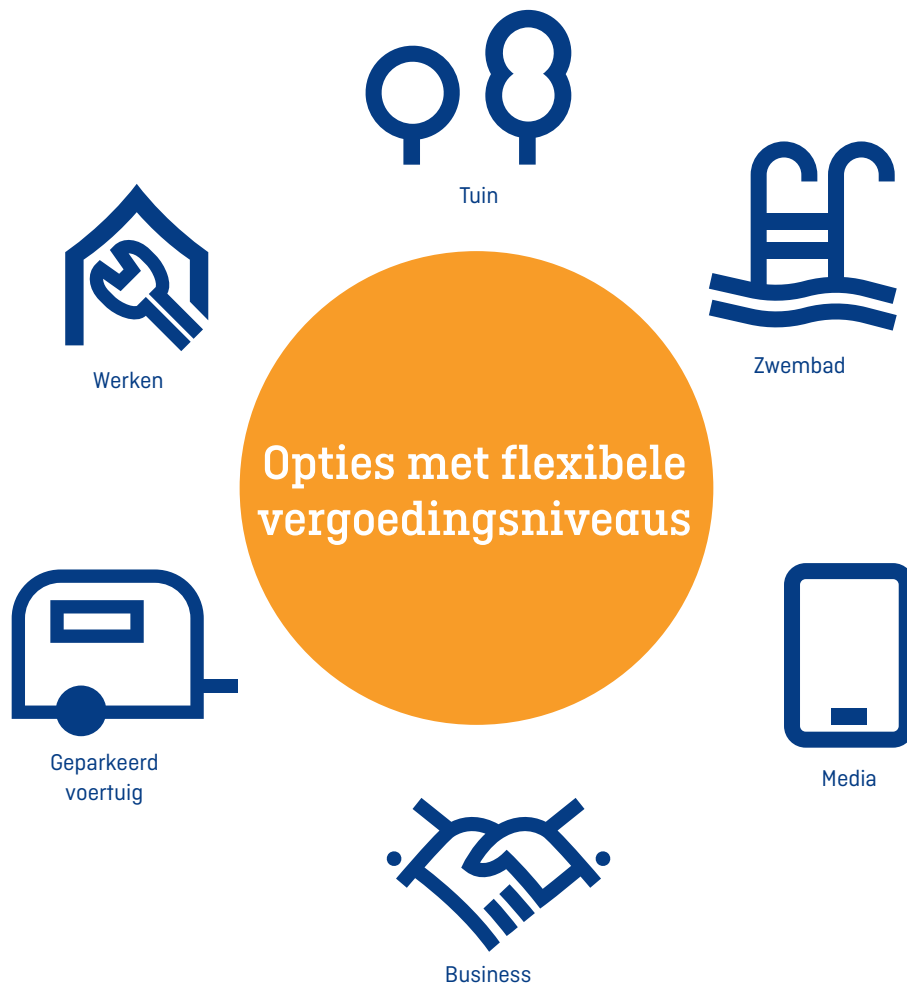 Tuin
Werken
Zwembad
Opties met flexibele
vergoedingsniveaus
Geparkeerd
voertuig
Media
Business